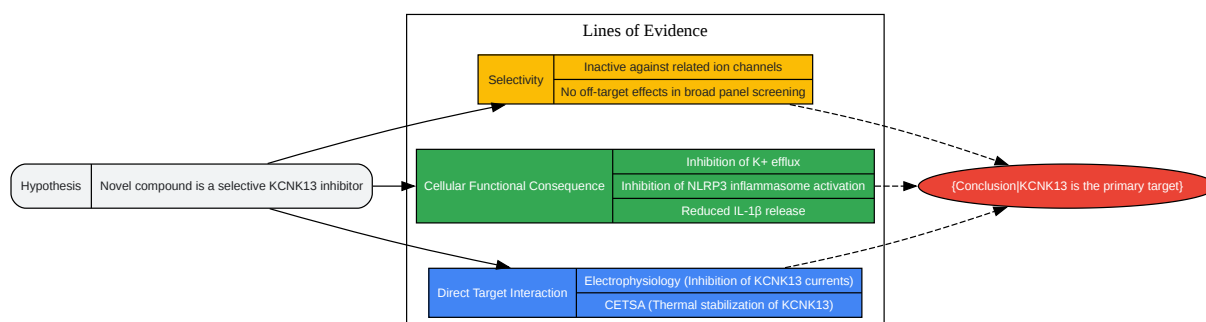 Lines of Evidence
Selectivity
Inactive against related ion channels
No off-target effects in broad panel screening
Hypothesis
Novel compound is a selective KCNK13 inhibitor
Cellular Functional Consequence
Inhibition of K+ efflux
Inhibition of NLRP3 inflammasome activation
Reduced IL-1β release
{Conclusion|KCNK13 is the primary target}
Direct Target Interaction
Electrophysiology (Inhibition of KCNK13 currents)
CETSA (Thermal stabilization of KCNK13)